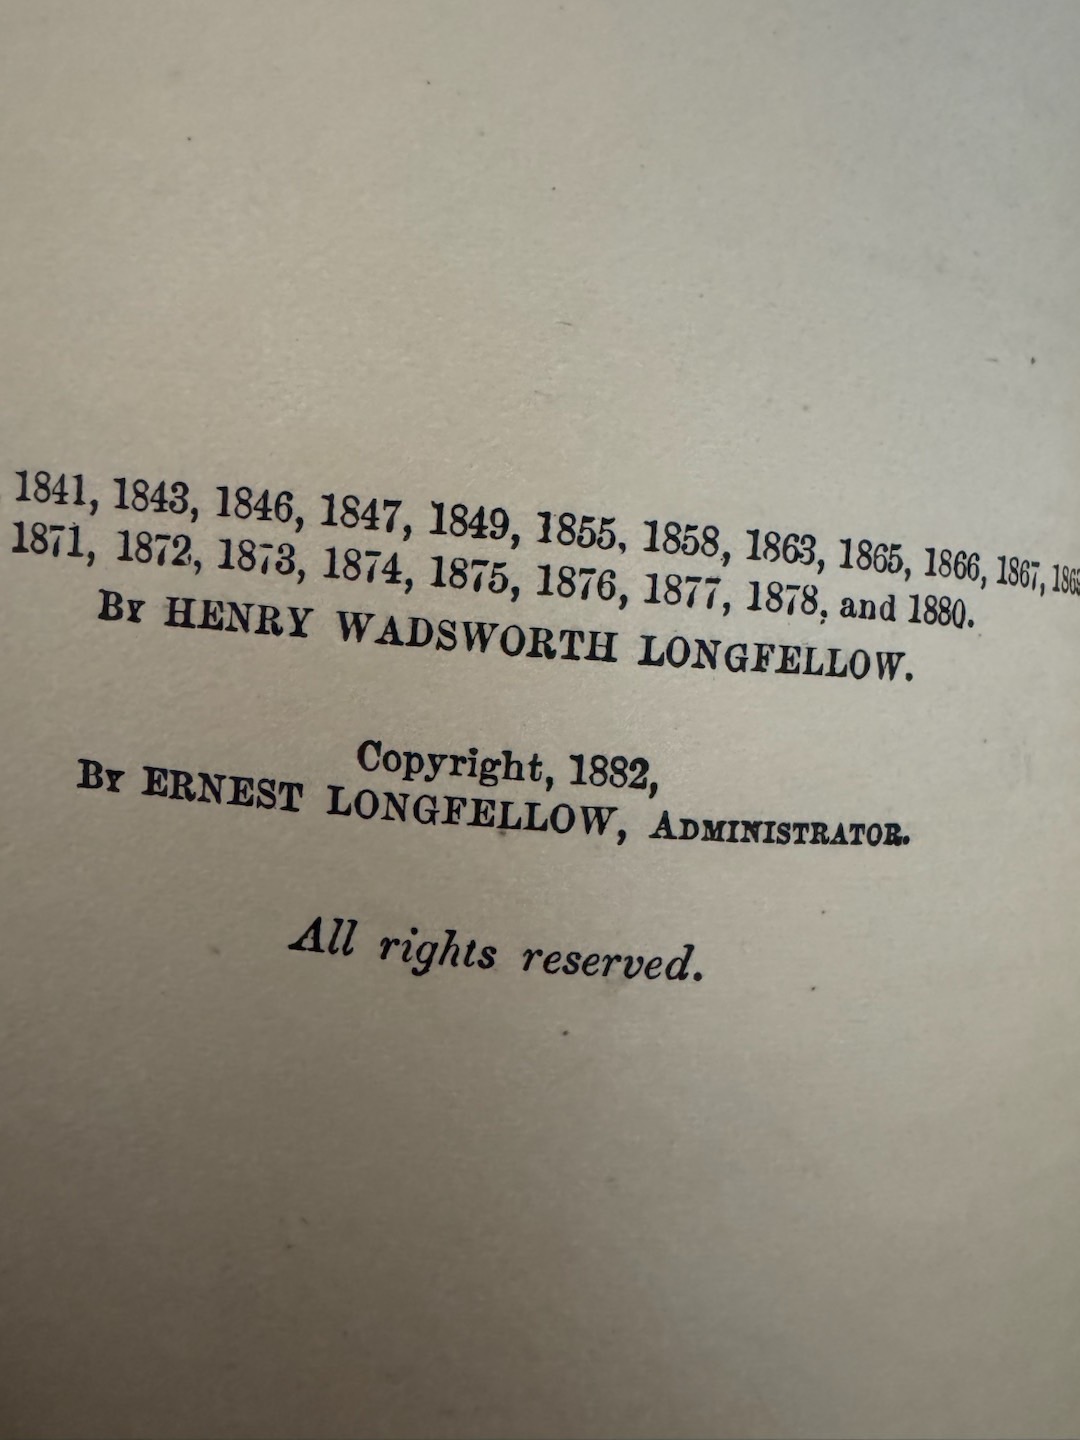 1841, 1843, 1846, 1847, 1849, 1855, 1858, 1863, 1865, 1866, 1867,
1871, 1872, 1873, 1874, 1875, 1876, 1877, 1878, and 1880.
By HENRY WADSWORTH LONGFELLOW.
Copyright, 1882,
By ERNEST LONGFELLOW, Administrator.
All rights reserved.